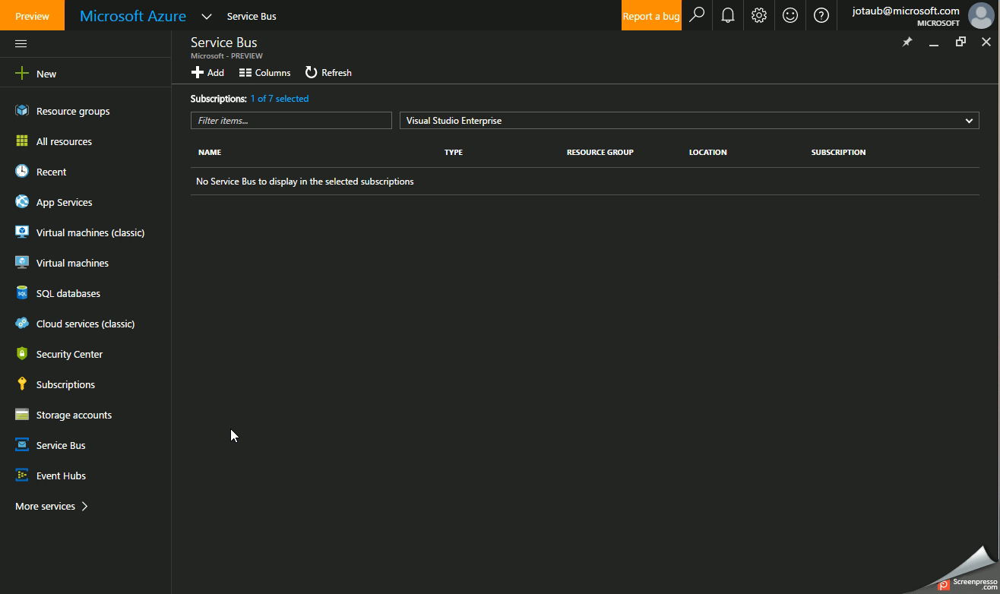 Preview
Microsoft Azure
Service Bus
Report a bug
jotaub@microsoft.com
MICROSOFT
Service Bus
Microsoft - PREVIEW
Add Columns Refresh
New
Resource groups
All resources
Recent
App Services
Virtual machines (classic)
Virtual machines
SQL databases
Cloud services (classic)
Security Center
Subscriptions
Storage accounts
Service Bus
Event Hubs
More services
Subscriptions: 1 of 7 selected
Filter items...
Visual Studio Enterprise
NAME TYPE RESOURCE GROUP LOCATION SUBSCRIPTION
No Service Bus to display in the selected subscriptions
SQL
Screenpresso
.com